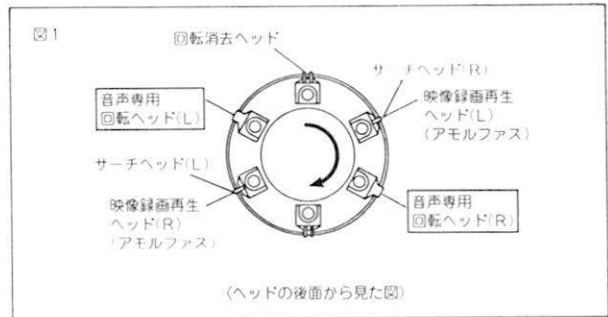 図1
回転消去ヘッド
サーチヘッド(R)
音声専用
回転ヘッド(L)
映像録画再生
ヘッド(L)
(アモルファス)
サーチヘッド(L)
映像録画再生
ヘッド(R)
(アモルファス)
音声専用
回転ヘッド(R)
〈ヘッドの後面から見た図〉